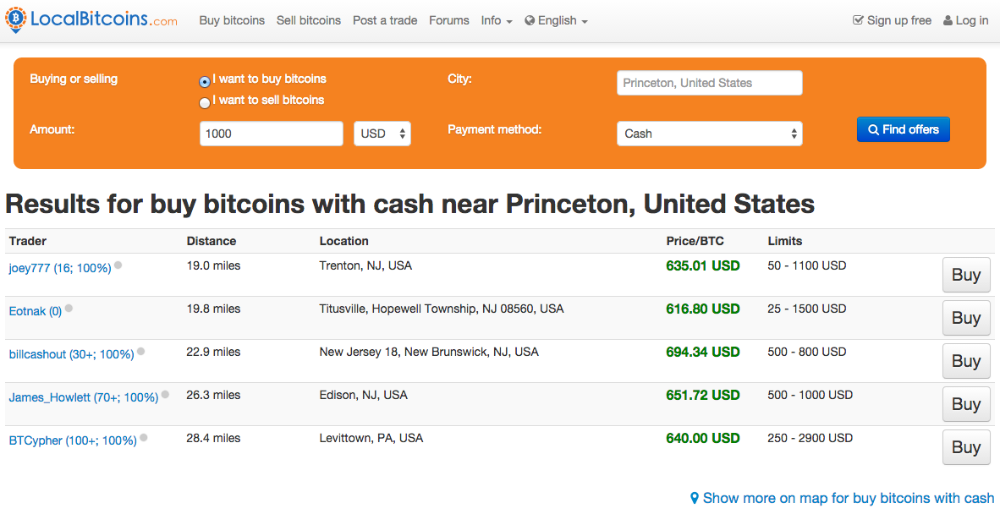 LocalBitcoins.com Buy bitcoins Sell bitcoins Post a trade Forums Info English Sign up free Log in
Buying or selling I want to buy bitcoins City: Princeton, United States
I want to sell bitcoins
Amount: 1000 USD Payment method: Cash Find offers
Results for buy bitcoins with cash near Princeton, United States
Trader Distance Location Price/BTC Limits
joey777 (16; 100%) 19.0 miles Trenton, NJ, USA 635.01 USD 50 - 1100 USD Buy
Eotnak (0) 19.8 miles Titusville, Hopewell Township, NJ 08560, USA 616.80 USD 25 - 1500 USD Buy
billcashout (30+; 100%) 22.9 miles New Jersey 18, New Brunswick, NJ, USA 694.34 USD 500 - 800 USD Buy
James_Howlett (70+; 100%) 26.3 miles Edison, NJ, USA 651.72 USD 500 - 1000 USD Buy
BTCypher (100+; 100%) 28.4 miles Levittown, PA, USA 640.00 USD 250 - 2900 USD Buy
Show more on map for buy bitcoins with cash